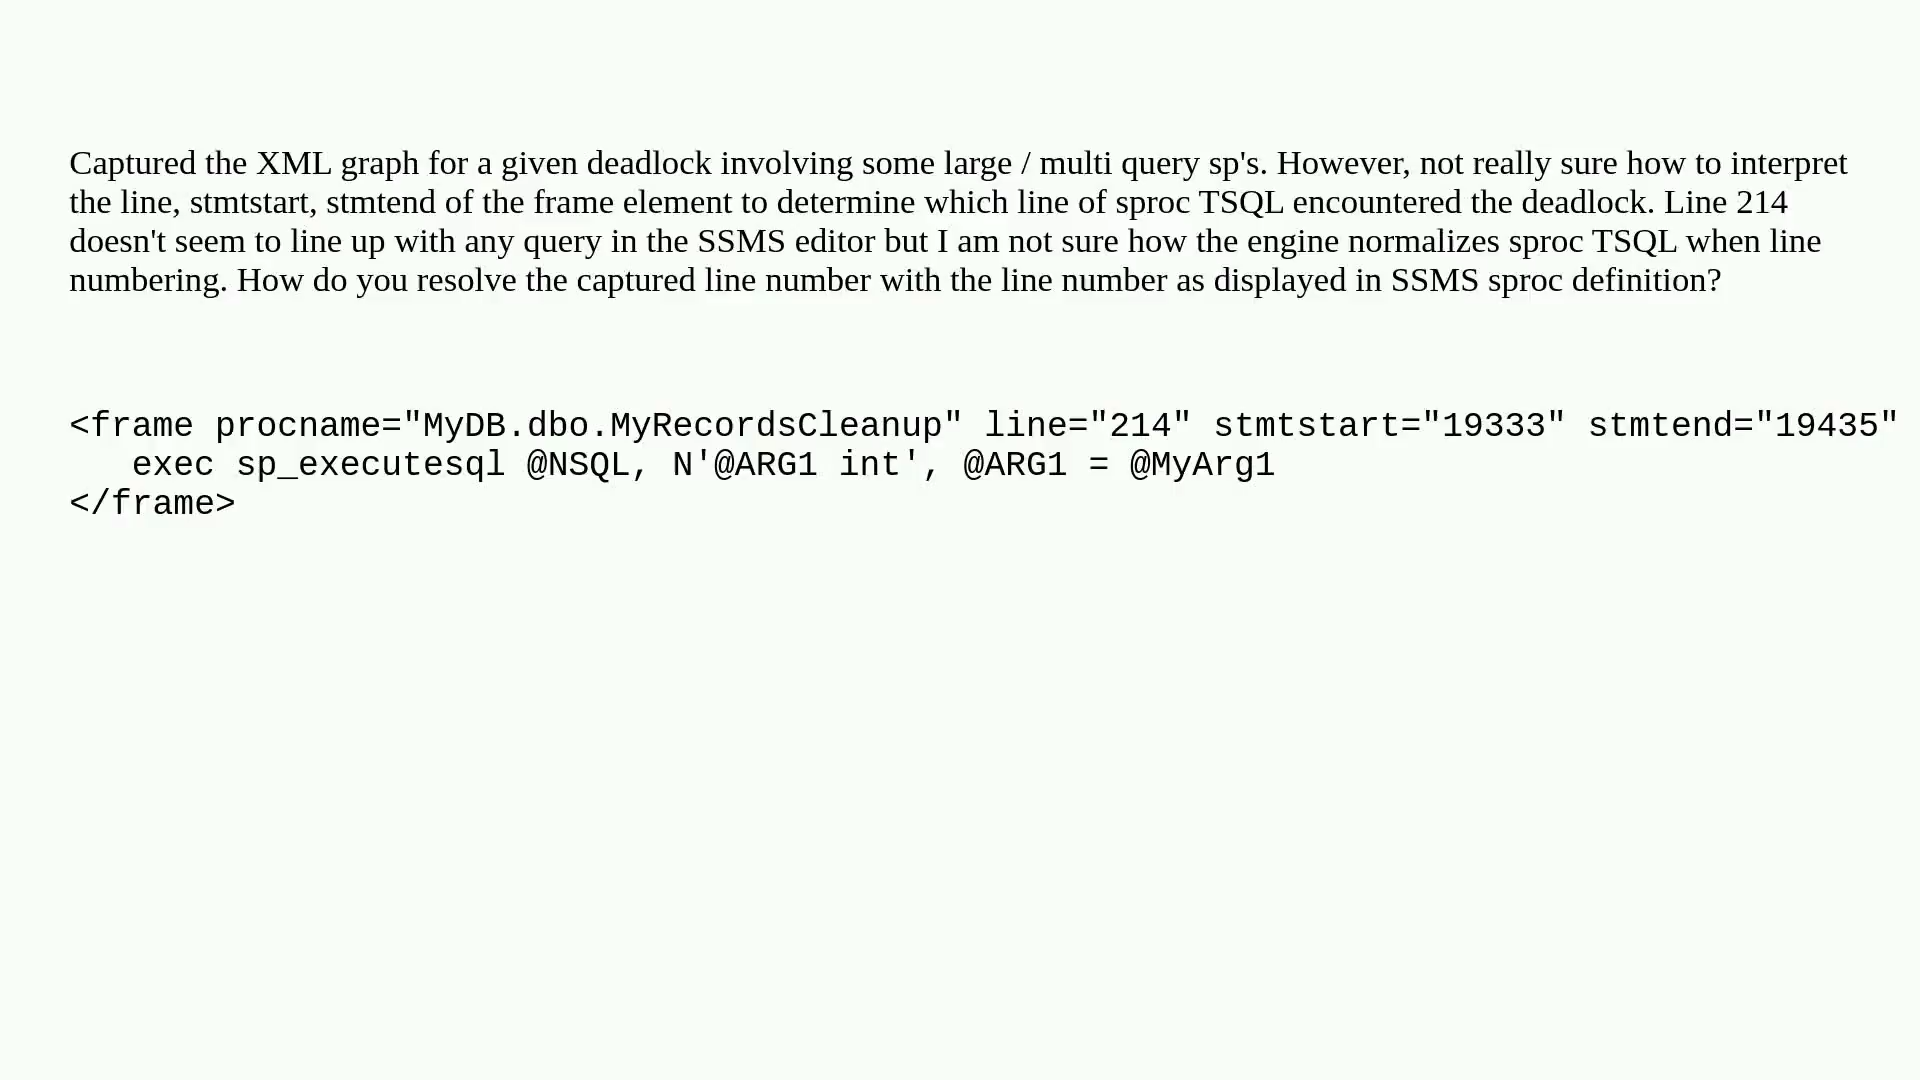 Captured the XML graph for a given deadlock involving some large / multi query sp's. However, not really sure how to interpret
the line, stmtstart, stmtend of the frame element to determine which line of sproc TSQL encountered the deadlock. Line 214
doesn't seem to line up with any query in the SSMS editor but I am not sure how the engine normalizes sproc TSQL when line
numbering. How do you resolve the captured line number with the line number as displayed in SSMS sproc definition?
<frame procname="MyDB.dbo.MyRecordsCleanup" line="214" stmtstart="19333" stmtend="19435"
exec sp_executesql @NSQL, N'@ARG1 int', @ARG1 = @MyArg1
</frame>